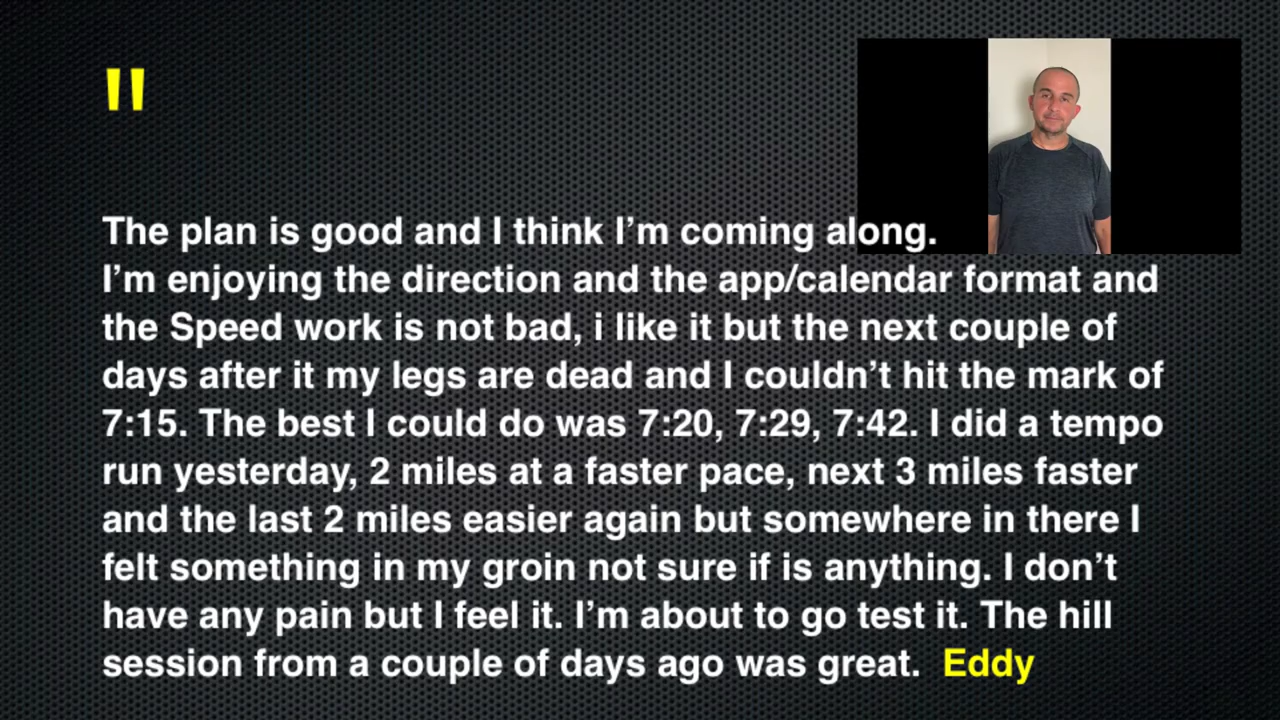 "
The plan is good and I think I’m coming along.
I’m enjoying the direction and the app/calendar format and
the Speed work is not bad, i like it but the next couple of
days after it my legs are dead and I couldn’t hit the mark of
7:15. The best I could do was 7:20, 7:29, 7:42. I did a tempo
run yesterday, 2 miles at a faster pace, next 3 miles faster
and the last 2 miles easier again but somewhere in there I
felt something in my groin not sure if is anything. I don’t
have any pain but I feel it. I’m about to go test it. The hill
session from a couple of days ago was great. Eddy